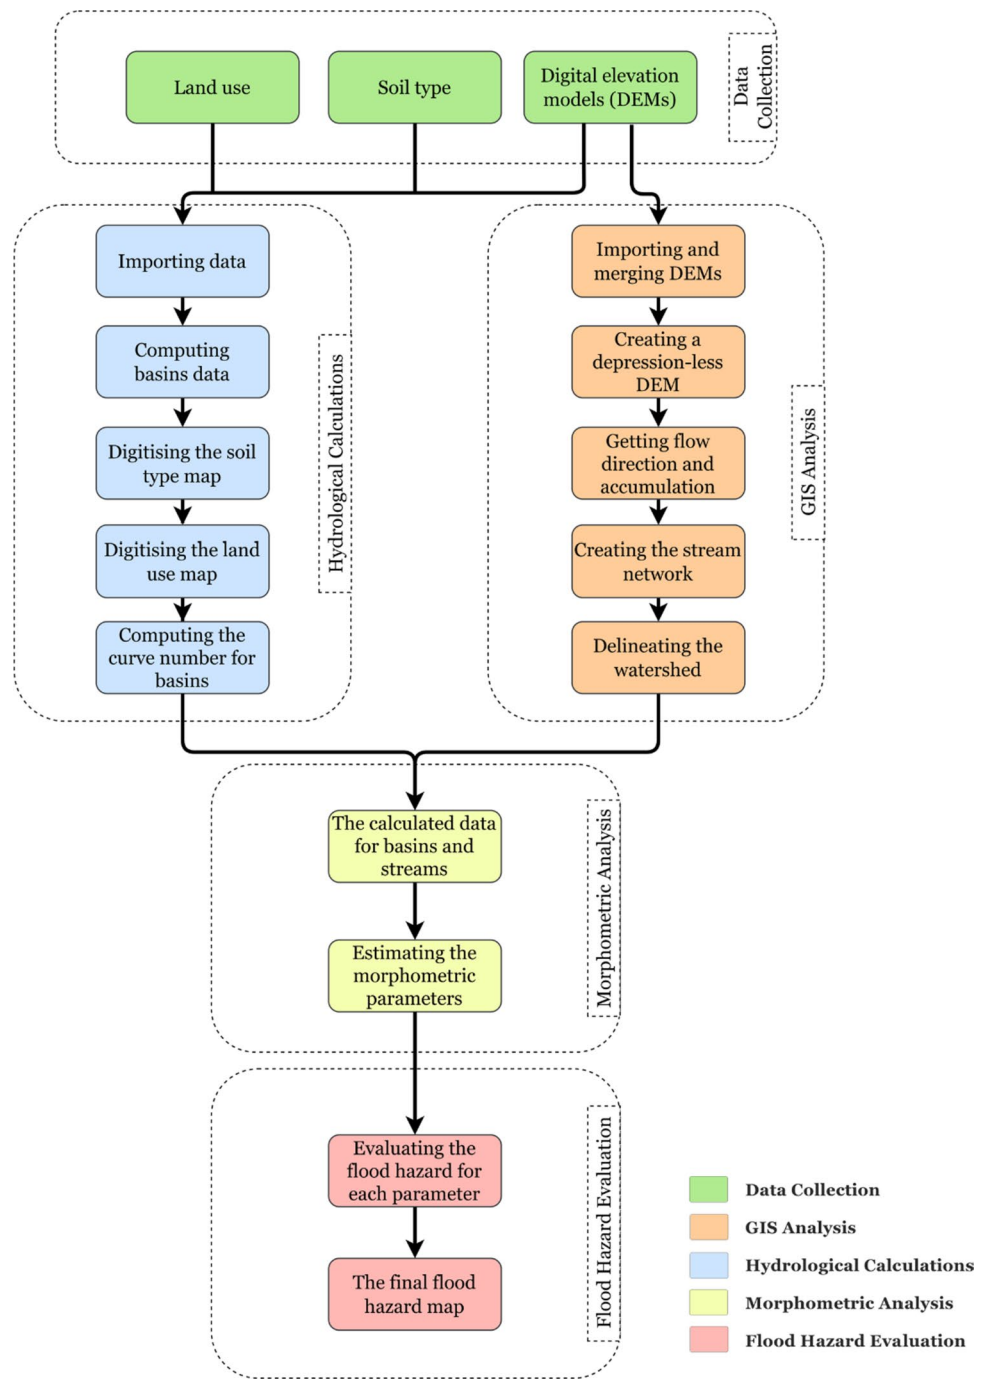 Land use
Soil type
Digital elevation
models (DEMs)
Data
Collection
Importing data
Computing
basins data
Digitising the soil
type map
Digitising the land
use map
Computing the
curve number for
basins
Hydrological Calculations
Importing and
merging DEMs
Creating a
depression-less
DEM
Getting flow
direction and
accumulation
Creating the stream
network
Delineating the
watershed
GIS Analysis
The calculated data
for basins and
streams
Estimating the
morphometric
parameters
Morphometric Analysis
Evaluating the
flood hazard for
each parameter
The final flood
hazard map
Flood Hazard Evaluation
Data Collection
GIS Analysis
Hydrological Calculations
Morphometric Analysis
Flood Hazard Evaluation